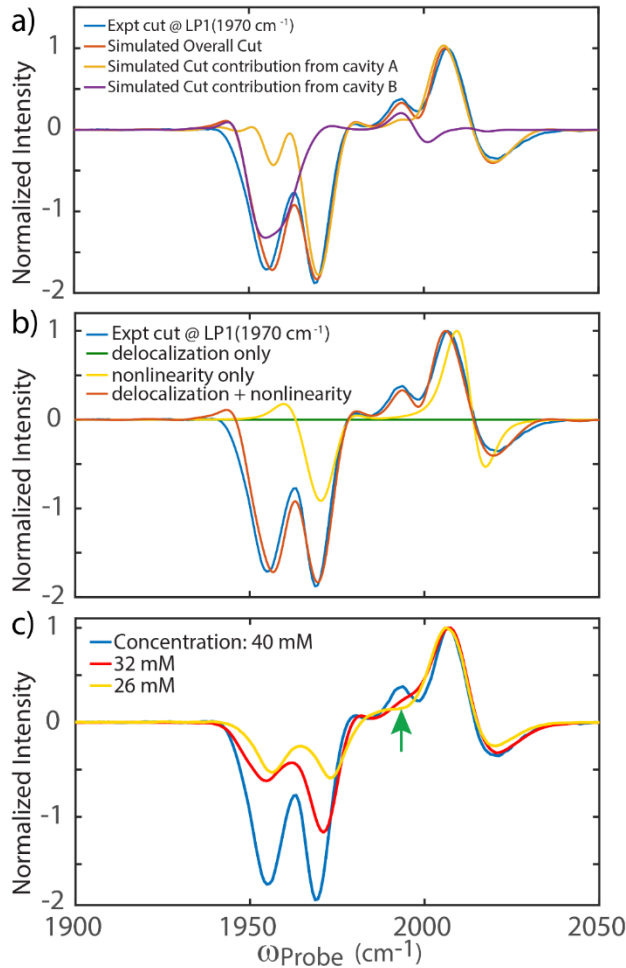 a)
Expt cut @ LP1(1970 cm⁻¹)
Simulated Overall Cut
Simulated Cut contribution from cavity A
Simulated Cut contribution from cavity B
Normalized Intensity
1
0
-1
-2
b)
Expt cut @ LP1(1970 cm⁻¹)
delocalization only
nonlinearity only
delocalization + nonlinearity
Normalized Intensity
1
0
-1
-2
c)
Concentration: 40 mM
32 mM
26 mM
Normalized Intensity
1
0
-1
-2
1900 1950 2000 2050
ωProbe (cm⁻¹)